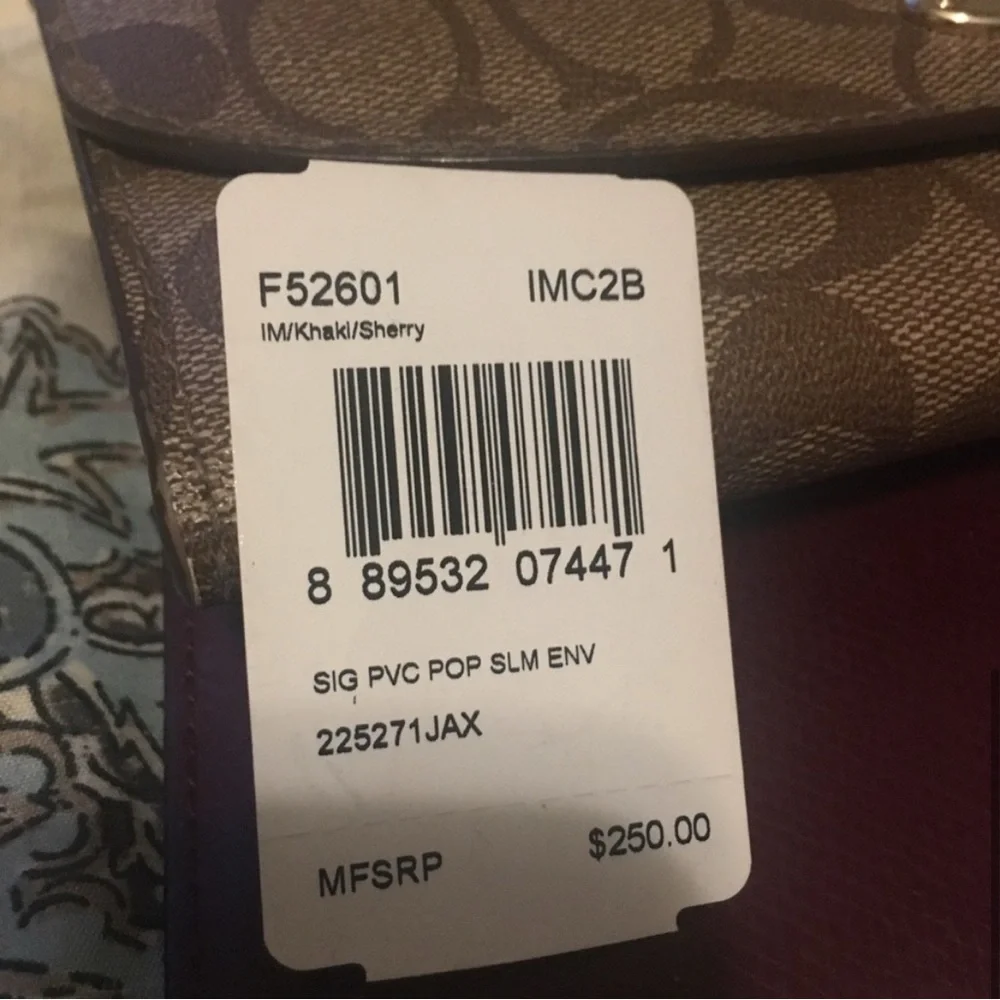 F52601 IMC2B
IM/Khaki/Sherry
8 89532 07447 1
SIG PVC POP SLM ENV
225271JAX
MFSRP $250.00